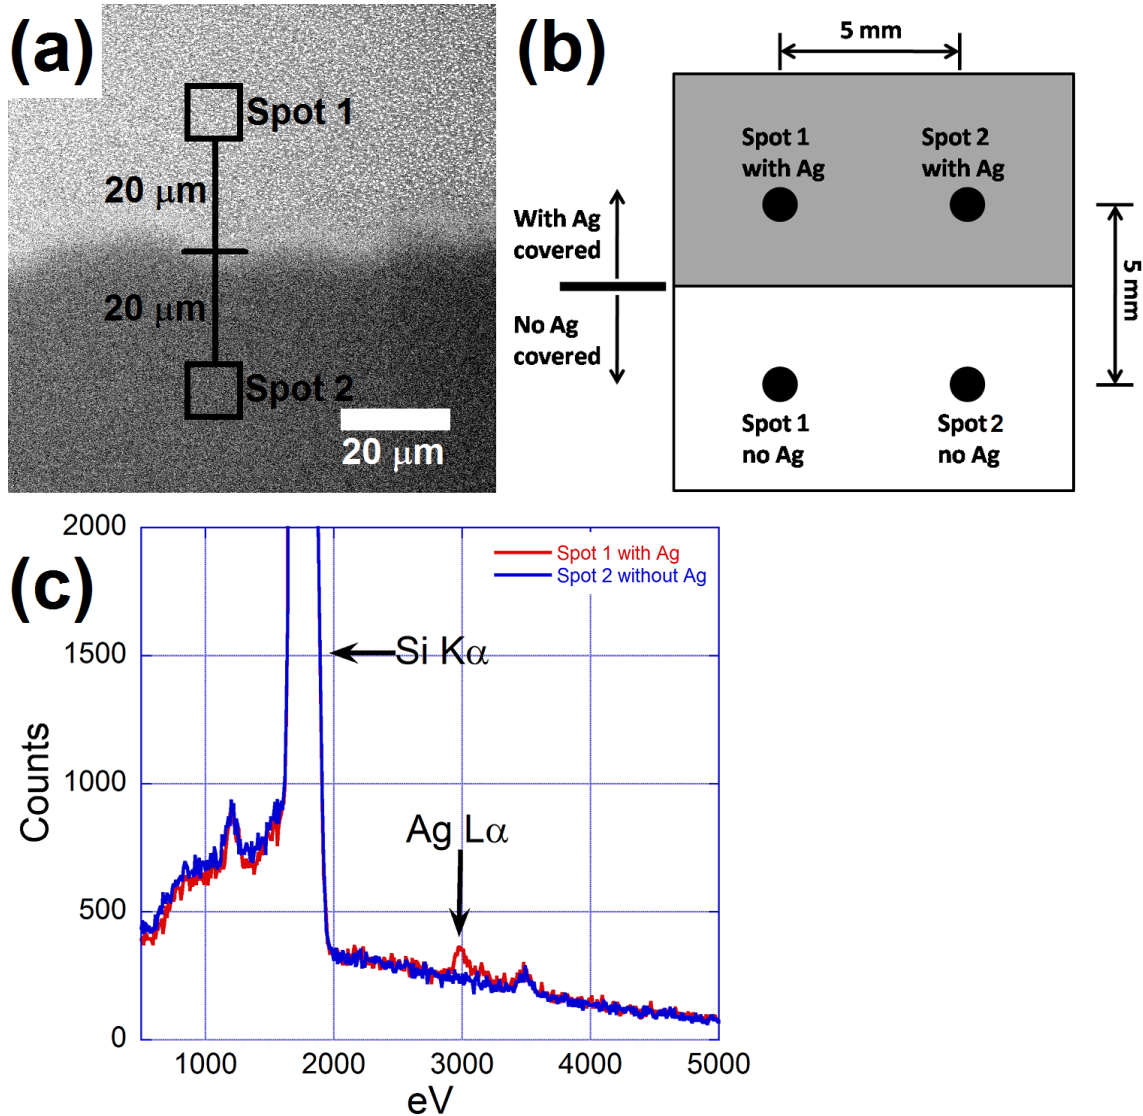 (a)
Spot 1
20 μm
20 μm
Spot 2
20 μm
(b)
5 mm
Spot 1
with Ag
Spot 2
with Ag
With Ag
covered
No Ag
covered
5 mm
Spot 1
no Ag
Spot 2
no Ag
(c)
Spot 1 with Ag
Spot 2 without Ag
Si Kα
Ag Lα
Counts
2000
1500
1000
500
0
1000 2000 3000 4000 5000
eV